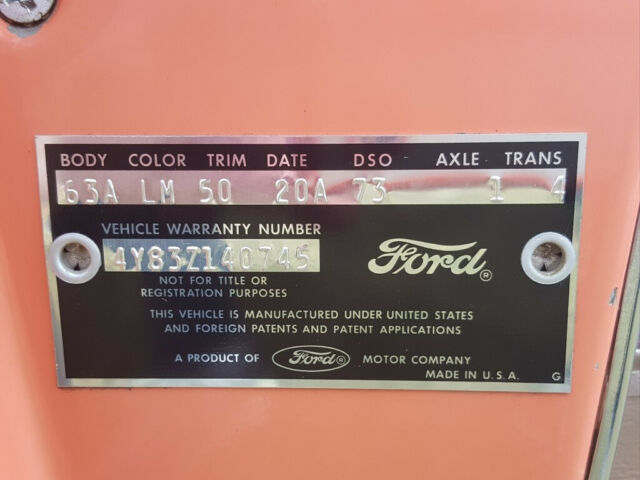 BODY COLOR TRIM DATE DSO AXLE TRANS
63A LM 50 20A 73 1 4
VEHICLE WARRANTY NUMBER
4Y83Z140745
Ford®
NOT FOR TITLE OR
REGISTRATION PURPOSES
THIS VEHICLE IS MANUFACTURED UNDER UNITED STATES
AND FOREIGN PATENTS AND PATENT APPLICATIONS
A PRODUCT OF Ford® MOTOR COMPANY
MADE IN U.S.A. G